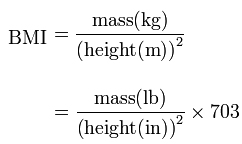 BMI = mass(kg) / (height(m))²
= mass(lb) / (height(in))² × 703